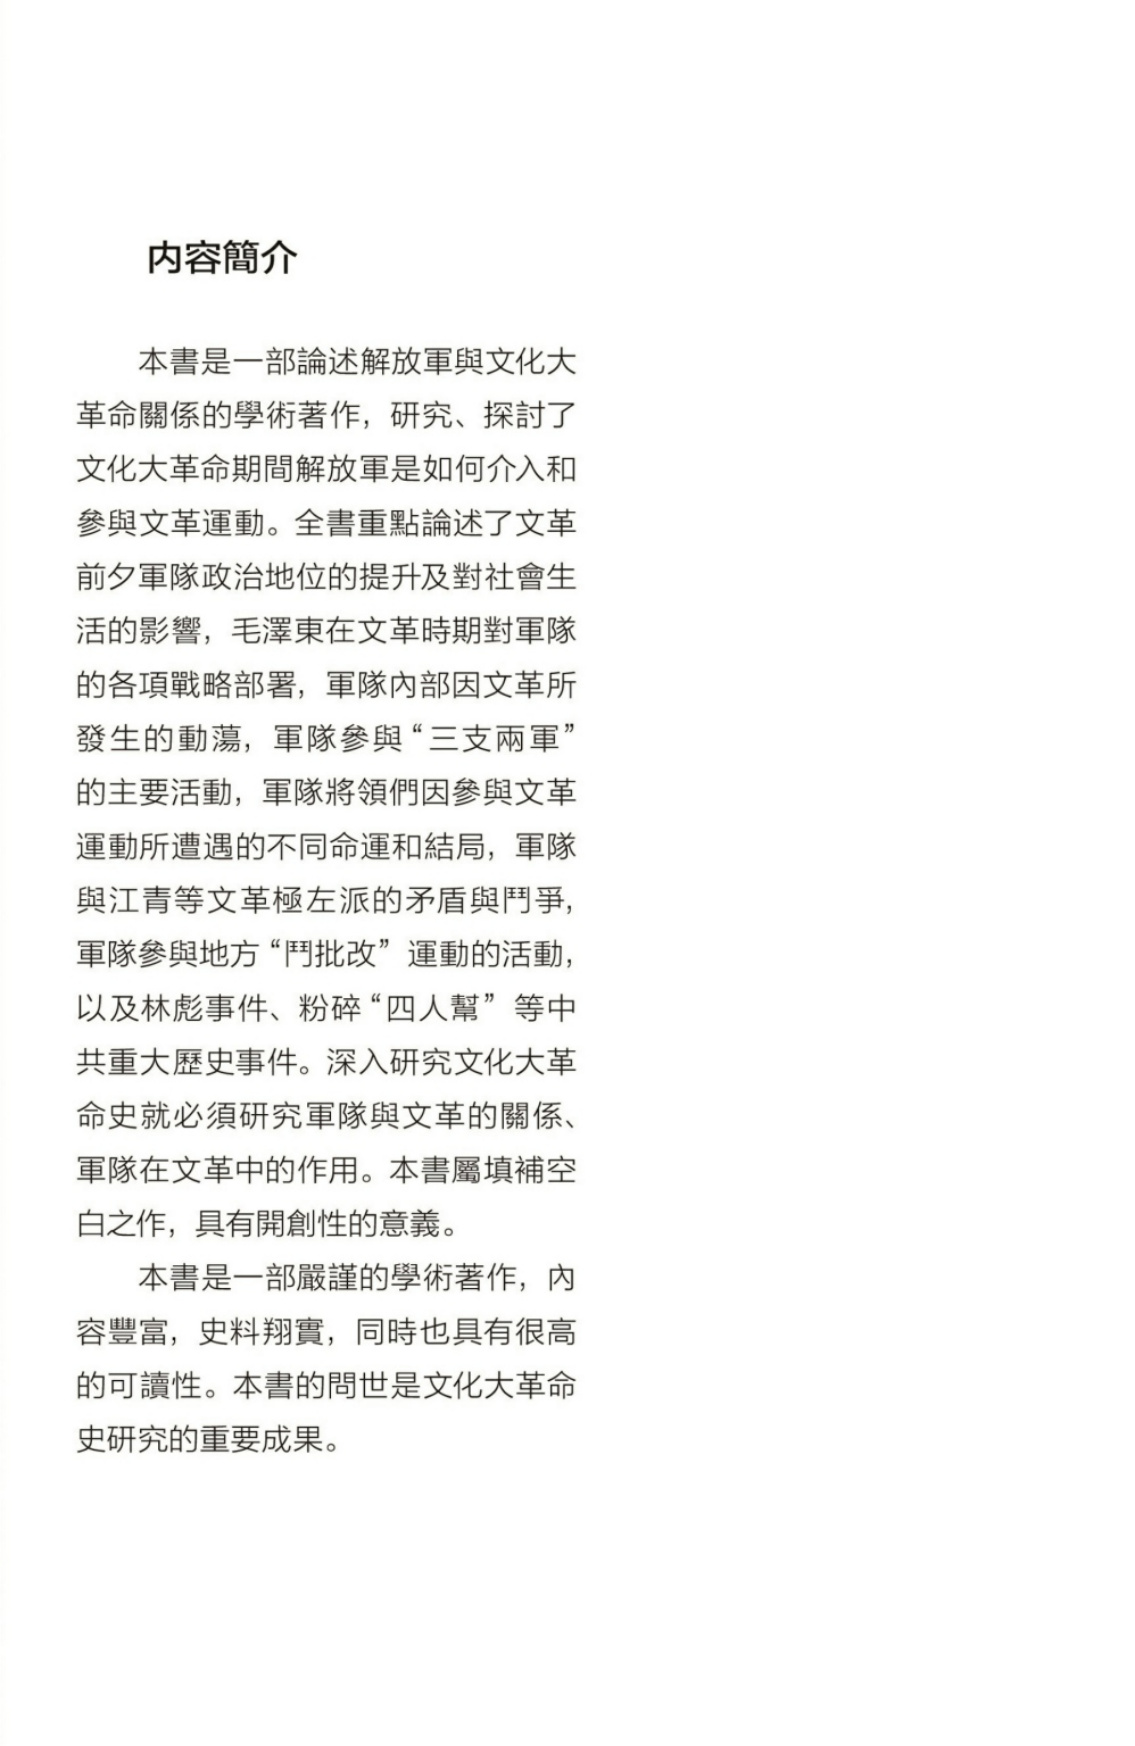 内容簡介
本書是一部論述解放軍與文化大
革命關係的學術著作，研究、探討了
文化大革命期間解放軍是如何介入和
參與文革運動。全書重點論述了文革
前夕軍隊政治地位的提升及對社會生
活的影響，毛澤東在文革時期對軍隊
的各項戰略部署，軍隊內部因文革所
發生的動蕩，軍隊參與“三支兩軍”
的主要活動，軍隊將領們因參與文革
運動所遭遇的不同命運和結局，軍隊
與江青等文革極左派的矛盾與鬥爭，
軍隊參與地方“鬥批改”運動的活動，
以及林彪事件、粉碎“四人幫”等中
共重大歷史事件。深入研究文化大革
命史就必須研究軍隊與文革的關係、
軍隊在文革中的作用。本書屬填補空
白之作，具有開創性的意義。
本書是一部嚴謹的學術著作，內
容豐富，史料翔實，同時也具有很高
的可讀性。本書的問世是文化大革命
史研究的重要成果。